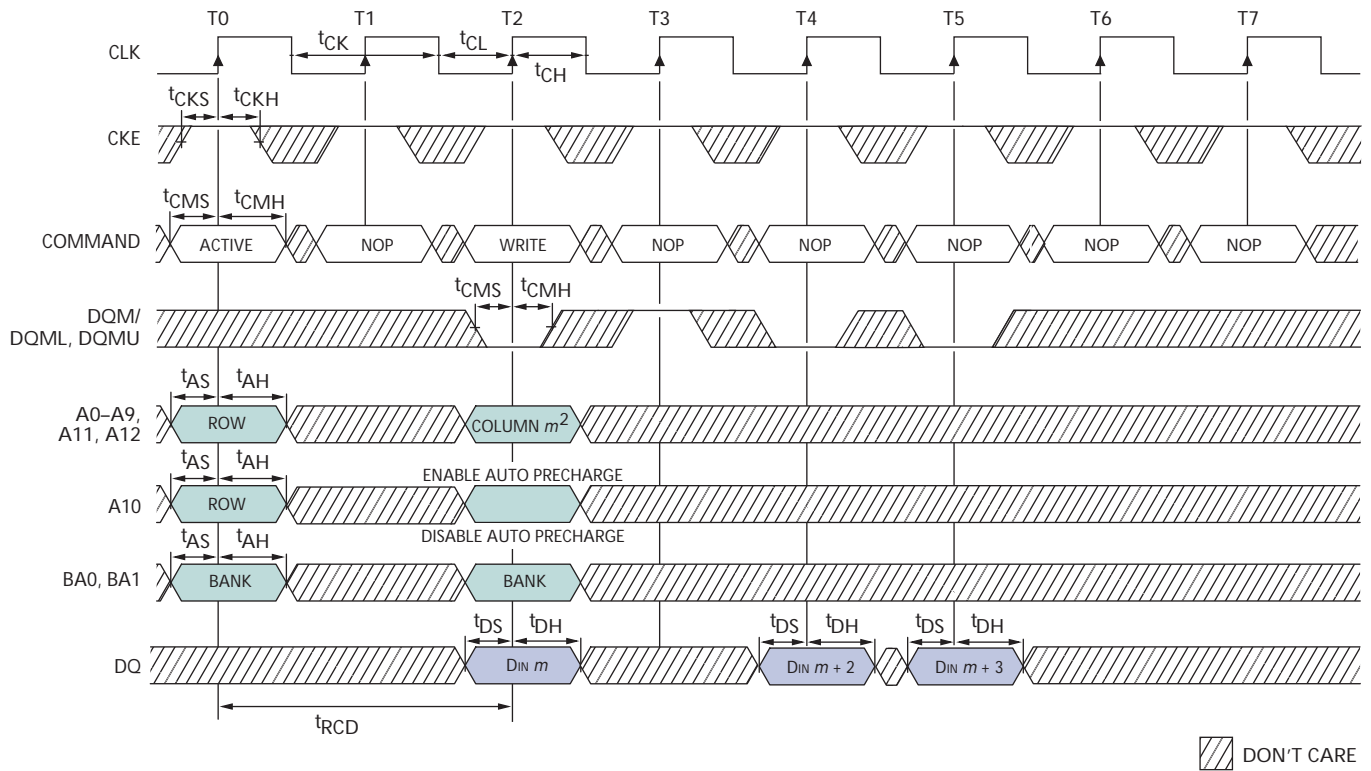 T0 T1 T2 T3 T4 T5 T6 T7
CLK
tCK tCL
tCH
tCKS tCKH
CKE
tCMS tCMH
COMMAND ACTIVE NOP WRITE NOP NOP NOP NOP NOP
tCMS tCMH
DQM/
DQML, DQMU
tAS tAH
A0–A9,
A11, A12
ROW COLUMN m²
tAS tAH
ENABLE AUTO PRECHARGE
A10 ROW
DISABLE AUTO PRECHARGE
tAS tAH
BA0, BA1 BANK BANK
tDS tDH tDS tDH tDS tDH
DQ DIN m DIN m + 2 DIN m + 3
tRCD
DON'T CARE